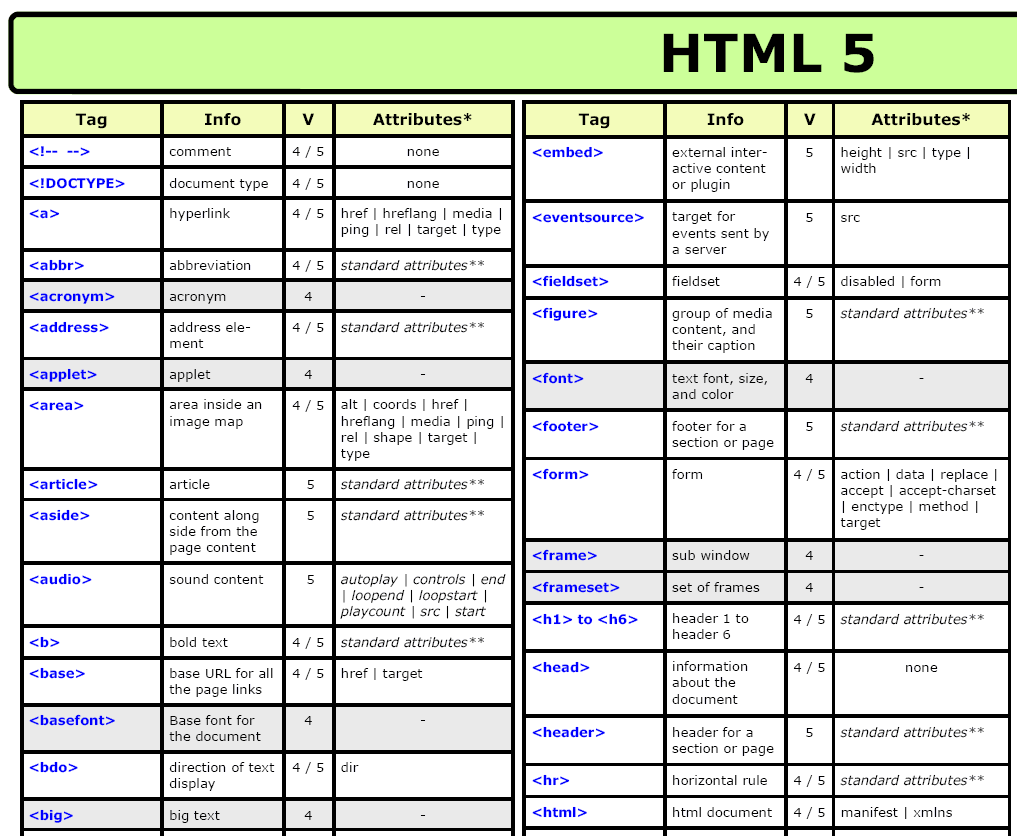 HTML 5
Tag Info V Attributes*
<!-- --> comment 4 / 5 none
<!DOCTYPE> document type 4 / 5 none
<a> hyperlink 4 / 5 href | hreflang | media |
ping | rel | target | type
<abbr> abbreviation 4 / 5 standard attributes**
<acronym> acronym 4 -
<address> address ele- 4 / 5 standard attributes**
ment
<applet> applet 4 -
<area> area inside an 4 / 5 alt | coords | href |
image map hreflang | media | ping |
rel | shape | target |
type
<article> article 5 standard attributes**
<aside> content along 5 standard attributes**
side from the
page content
<audio> sound content 5 autoplay | controls | end
| loopend | loopstart |
playcount | src | start
<b> bold text 4 / 5 standard attributes**
<base> base URL for all 4 / 5 href | target
the page links
<basefont> Base font for 4 -
the document
<bdo> direction of text 4 / 5 dir
display
<big> big text 4 -
Tag Info V Attributes*
<embed> external inter- 5 height | src | type |
active content width
or plugin
<eventsource> target for 5 src
events sent by
a server
<fieldset> fieldset 4 / 5 disabled | form
<figure> group of media 5 standard attributes**
content, and
their caption
<font> text font, size, 4 -
and color
<footer> footer for a 5 standard attributes**
section or page
<form> form 4 / 5 action | data | replace |
accept | accept-charset
| enctype | method |
target
<frame> sub window 4 -
<frameset> set of frames 4 -
<h1> to <h6> header 1 to 4 / 5 standard attributes**
header 6
<head> information 4 / 5 none
about the
document
<header> header for a 5 standard attributes**
section or page
<hr> horizontal rule 4 / 5 standard attributes**
<html> html document 4 / 5 manifest | xmlns